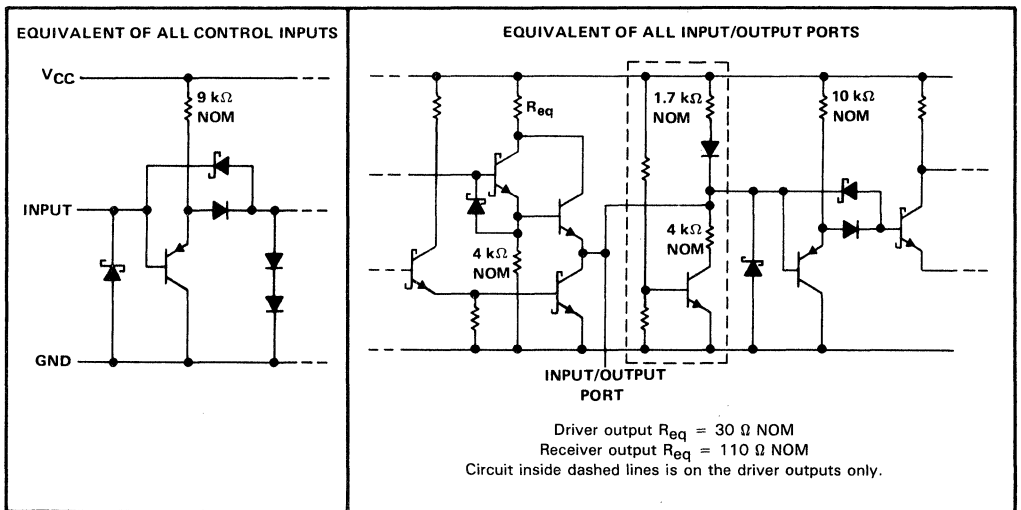 EQUIVALENT OF ALL CONTROL INPUTS
VCC
9 kΩ
NOM
INPUT
GND
EQUIVALENT OF ALL INPUT/OUTPUT PORTS
Req
1.7 kΩ
NOM
10 kΩ
NOM
4 kΩ
NOM
4 kΩ
NOM
INPUT/OUTPUT
PORT
Driver output Req = 30 Ω NOM
Receiver output Req = 110 Ω NOM
Circuit inside dashed lines is on the driver outputs only.